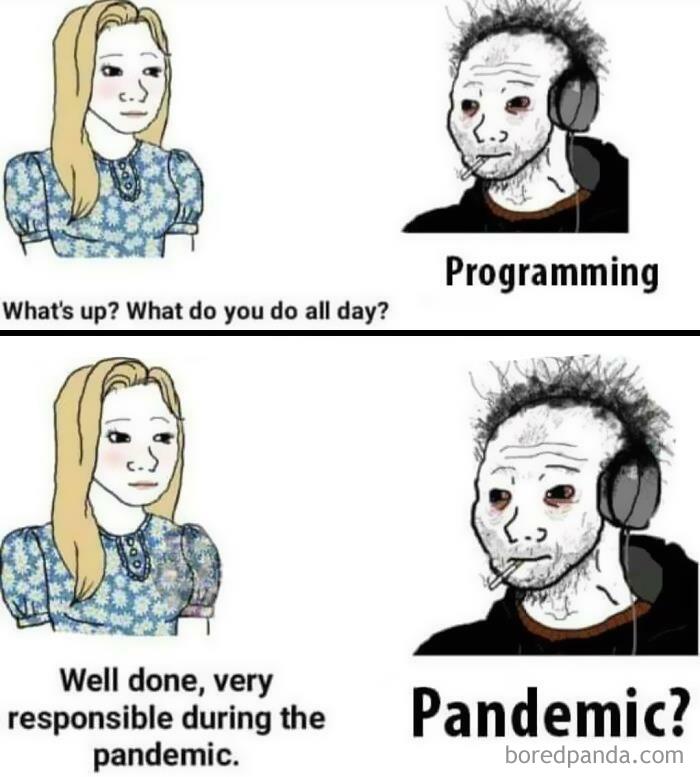 Programming
What's up? What do you do all day?
Well done, very
responsible during the
pandemic.
Pandemic?
boredpanda.com